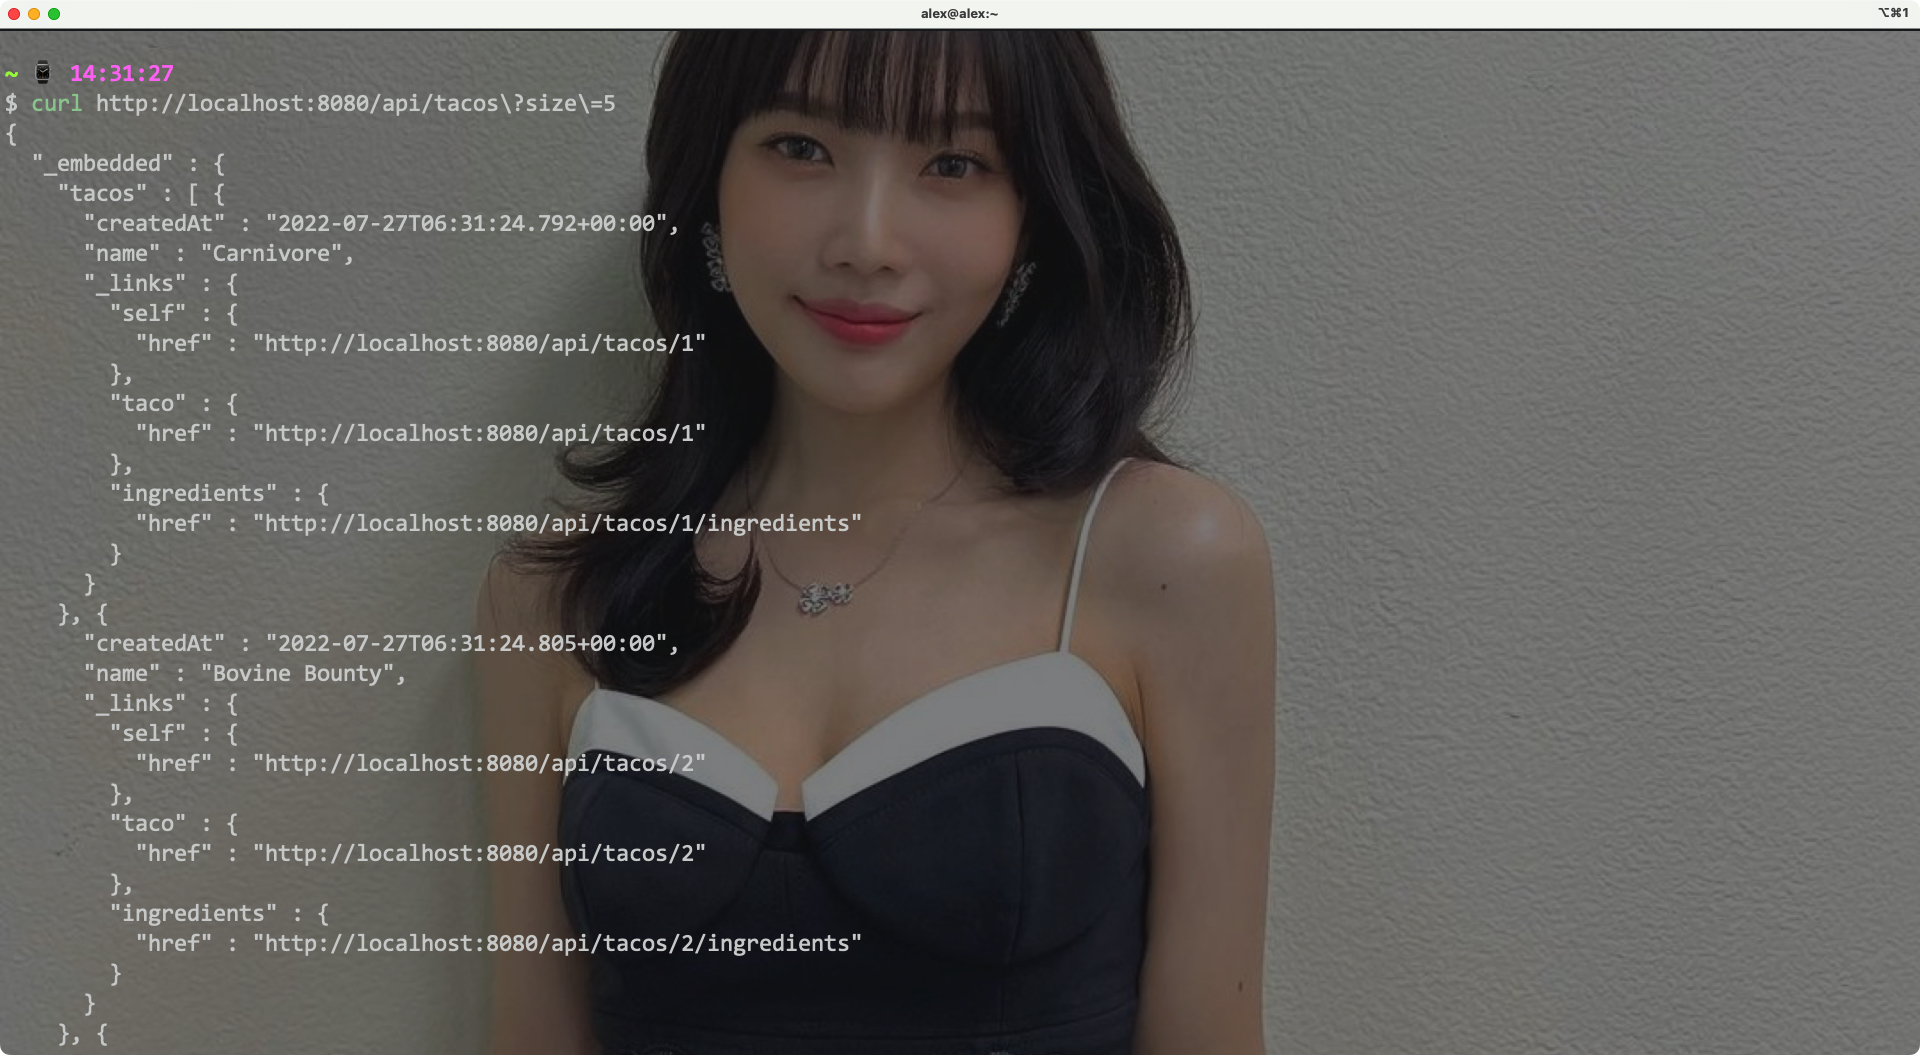 alex@alex:~
⌥⌘1
~ ⌚ 14:31:27
$ curl http://localhost:8080/api/tacos\?size\=5
{
  "_embedded" : {
    "tacos" : [ {
      "createdAt" : "2022-07-27T06:31:24.792+00:00",
      "name" : "Carnivore",
      "_links" : {
        "self" : {
          "href" : "http://localhost:8080/api/tacos/1"
        },
        "taco" : {
          "href" : "http://localhost:8080/api/tacos/1"
        },
        "ingredients" : {
          "href" : "http://localhost:8080/api/tacos/1/ingredients"
        }
      }
    }, {
      "createdAt" : "2022-07-27T06:31:24.805+00:00",
      "name" : "Bovine Bounty",
      "_links" : {
        "self" : {
          "href" : "http://localhost:8080/api/tacos/2"
        },
        "taco" : {
          "href" : "http://localhost:8080/api/tacos/2"
        },
        "ingredients" : {
          "href" : "http://localhost:8080/api/tacos/2/ingredients"
        }
      }
    }, {